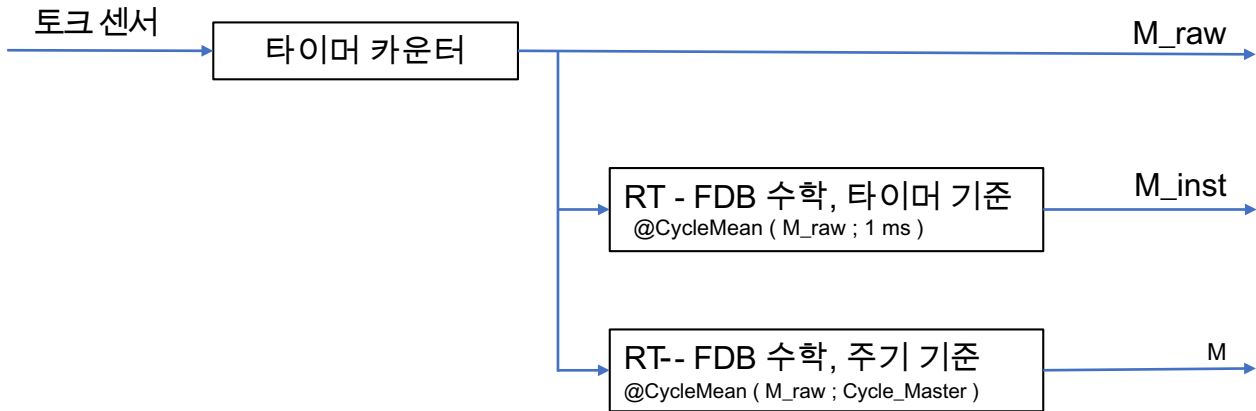 토크 센서
타이머 카운터
M_raw
RT - FDB 수학, 타이머 기준
@CycleMean ( M_raw ; 1 ms )
M_inst
RT-- FDB 수학, 주기 기준
@CycleMean ( M_raw ; Cycle_Master )
M